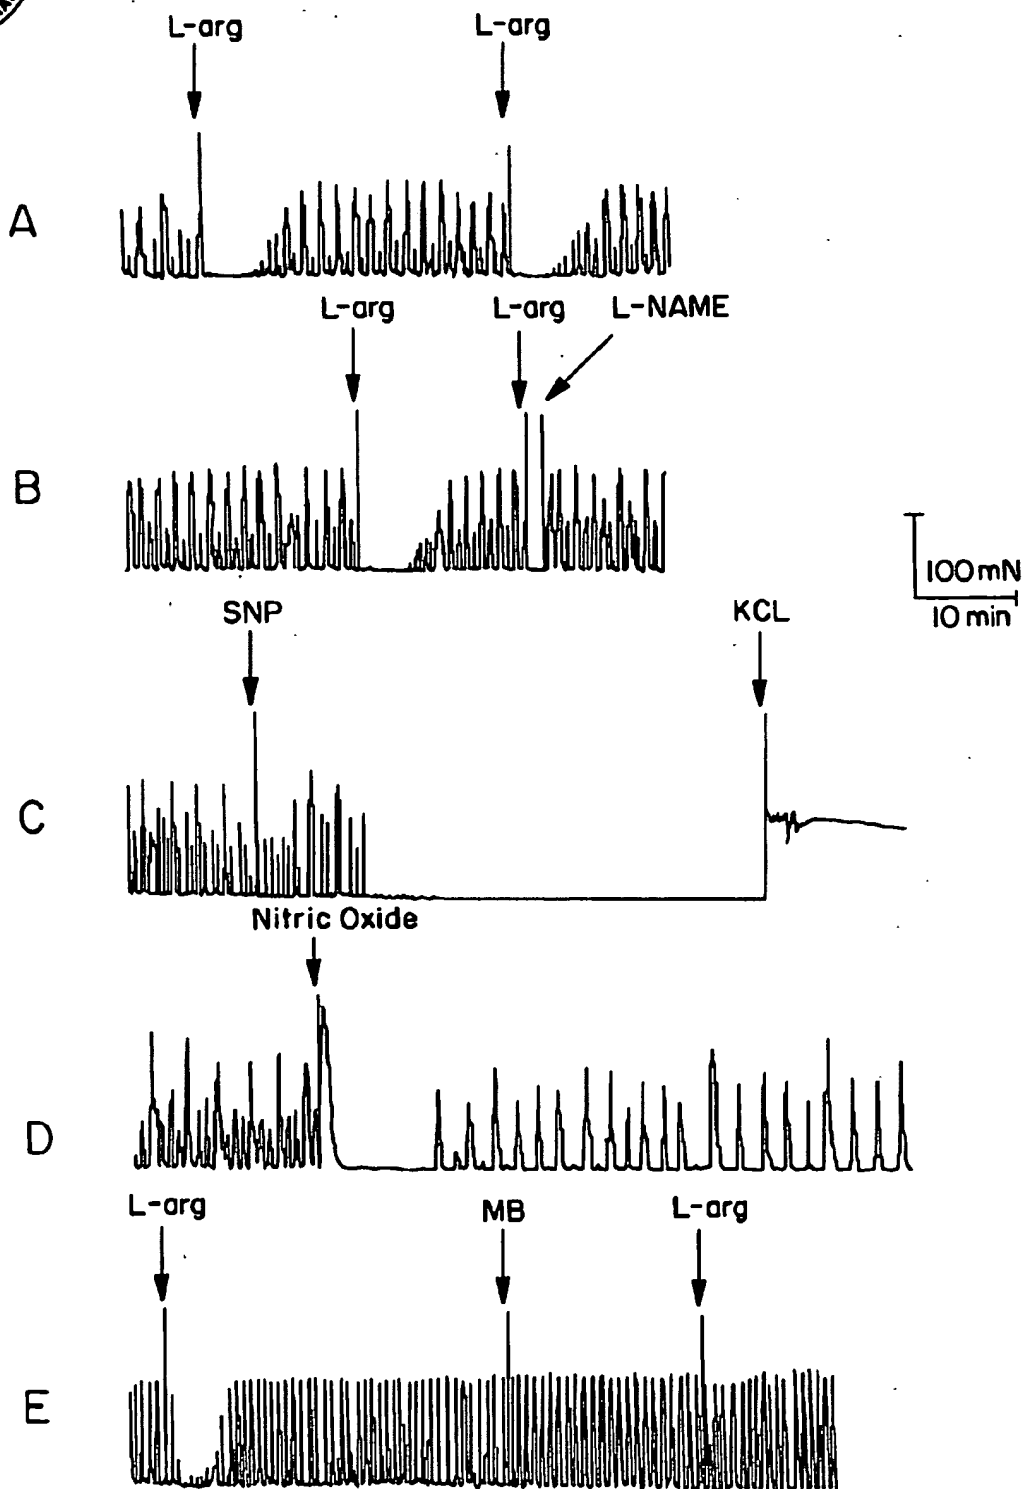 L-arg L-arg
A
L-arg L-arg L-NAME
B
100mN
10 min
SNP KCL
C
Nitric Oxide
D
L-arg MB L-arg
E